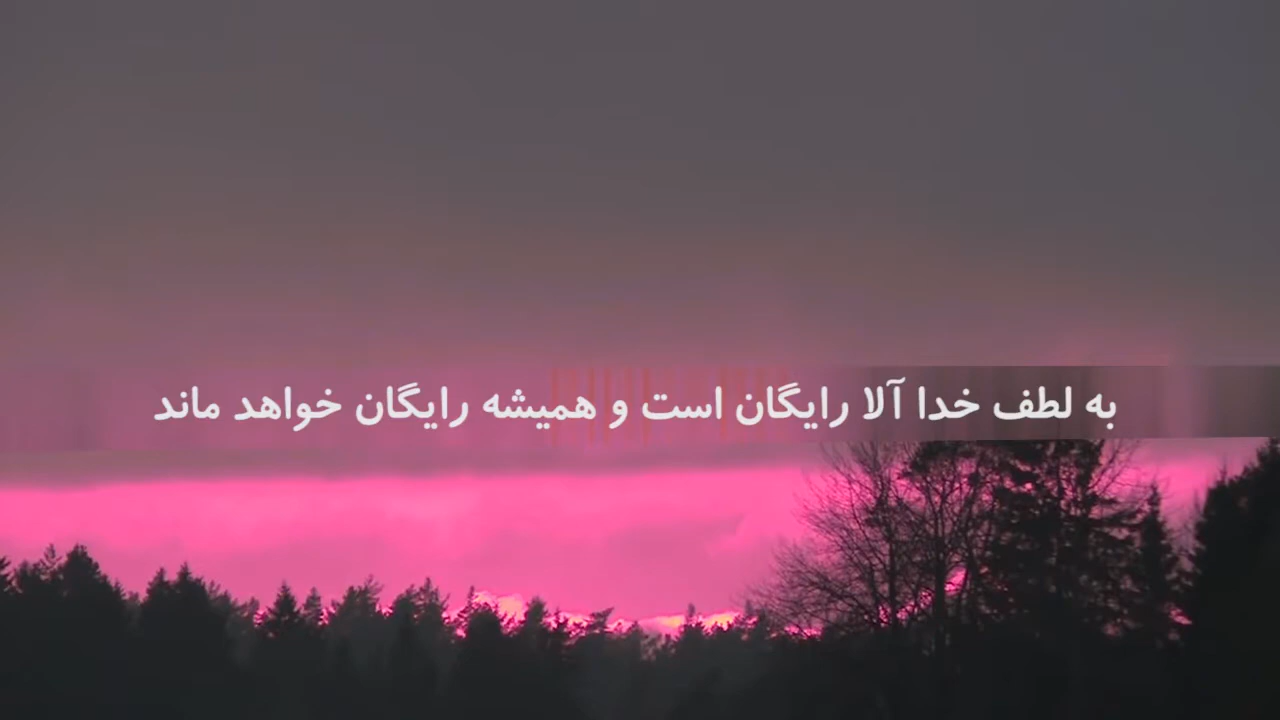 به لطف خدا آلا رایگان است و همیشه رایگان خواهد ماند